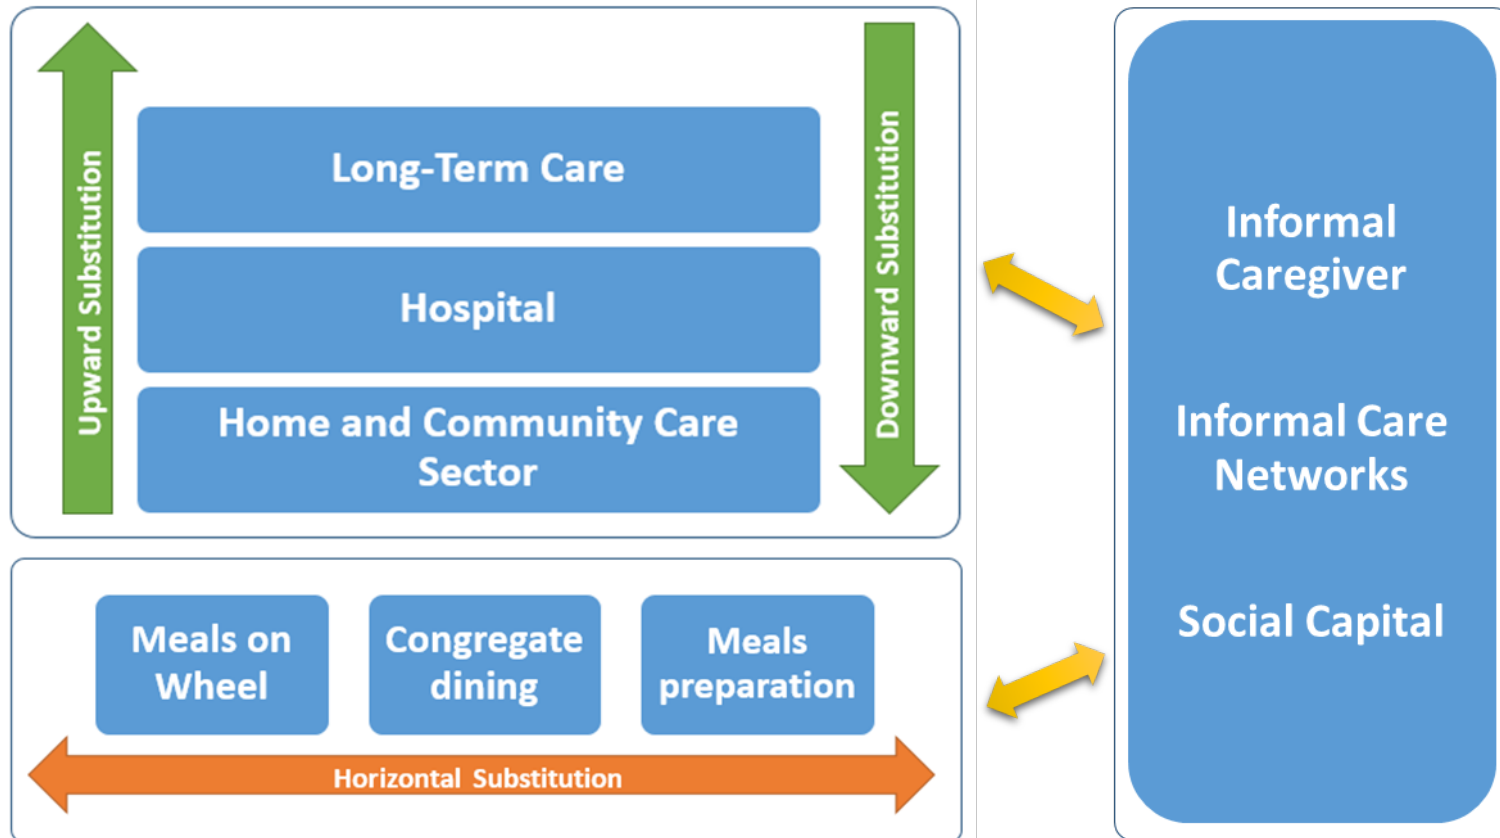 Upward Substitution
Long-Term Care
Hospital
Home and Community Care
Sector
Downward Substitution
Meals on
Wheel
Congregate
dining
Meals
preparation
Horizontal Substitution
Informal
Caregiver
Informal Care
Networks
Social Capital